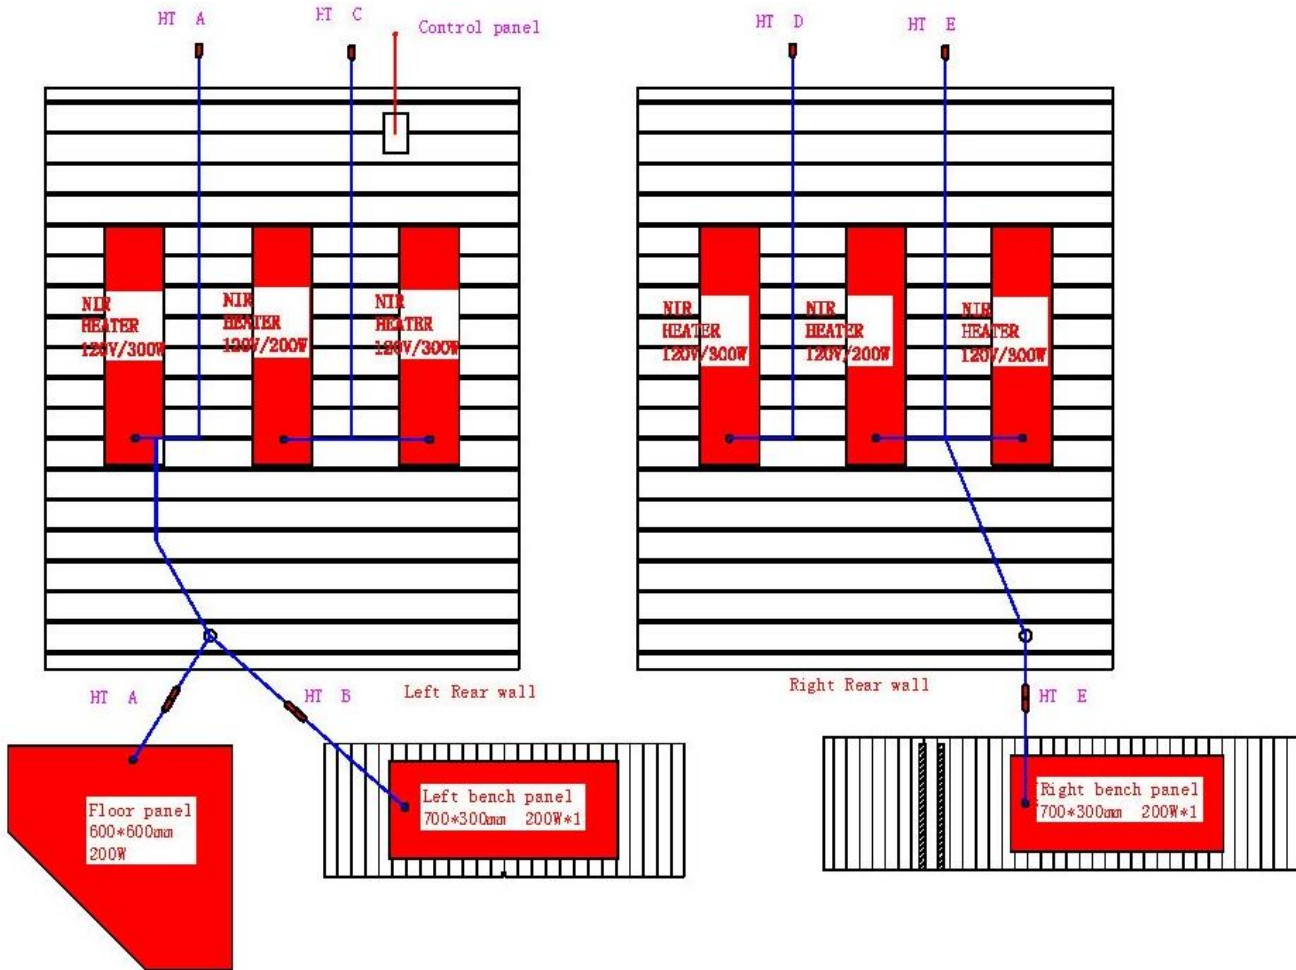 HT A
HT C
Control panel
HT D
HT E
NIR
HEATER
120V/300W
NIR
HEATER
120V/200W
NIR
HEATER
120V/300W
NIR
HEATER
120V/300W
NIR
HEATER
120V/200W
NIR
HEATER
120V/300W
HT A
HT B
Left Rear wall
Right Rear wall
HT E
Floor panel
600*600mm
200W
Left bench panel
700*300mm 200W*1
Right bench panel
700*300mm 200W*1